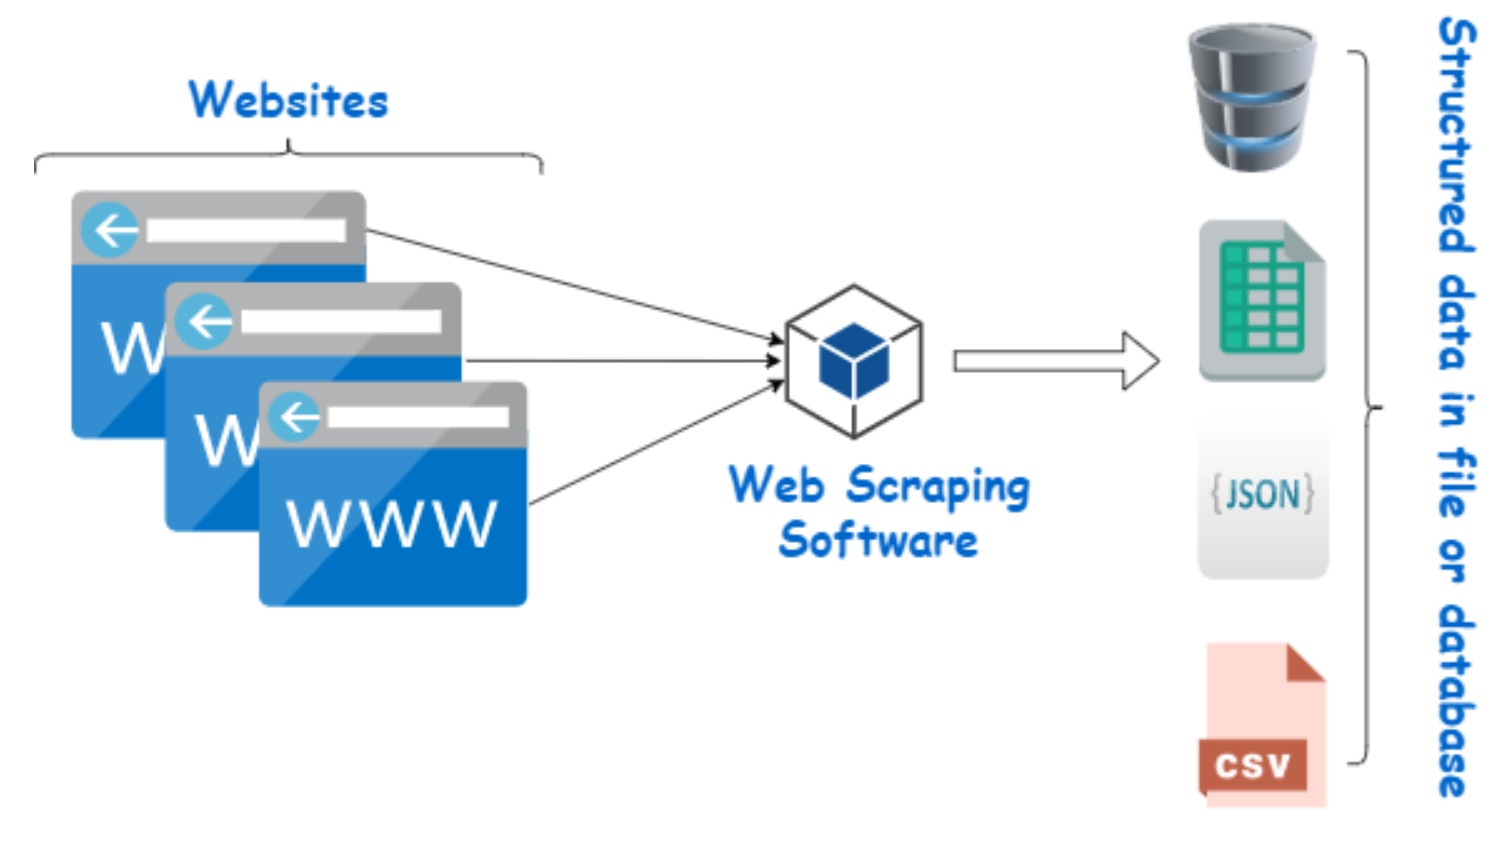 Websites
W
W
WWW
Web Scraping
Software
{JSON}
CSV
Structured data in file or database